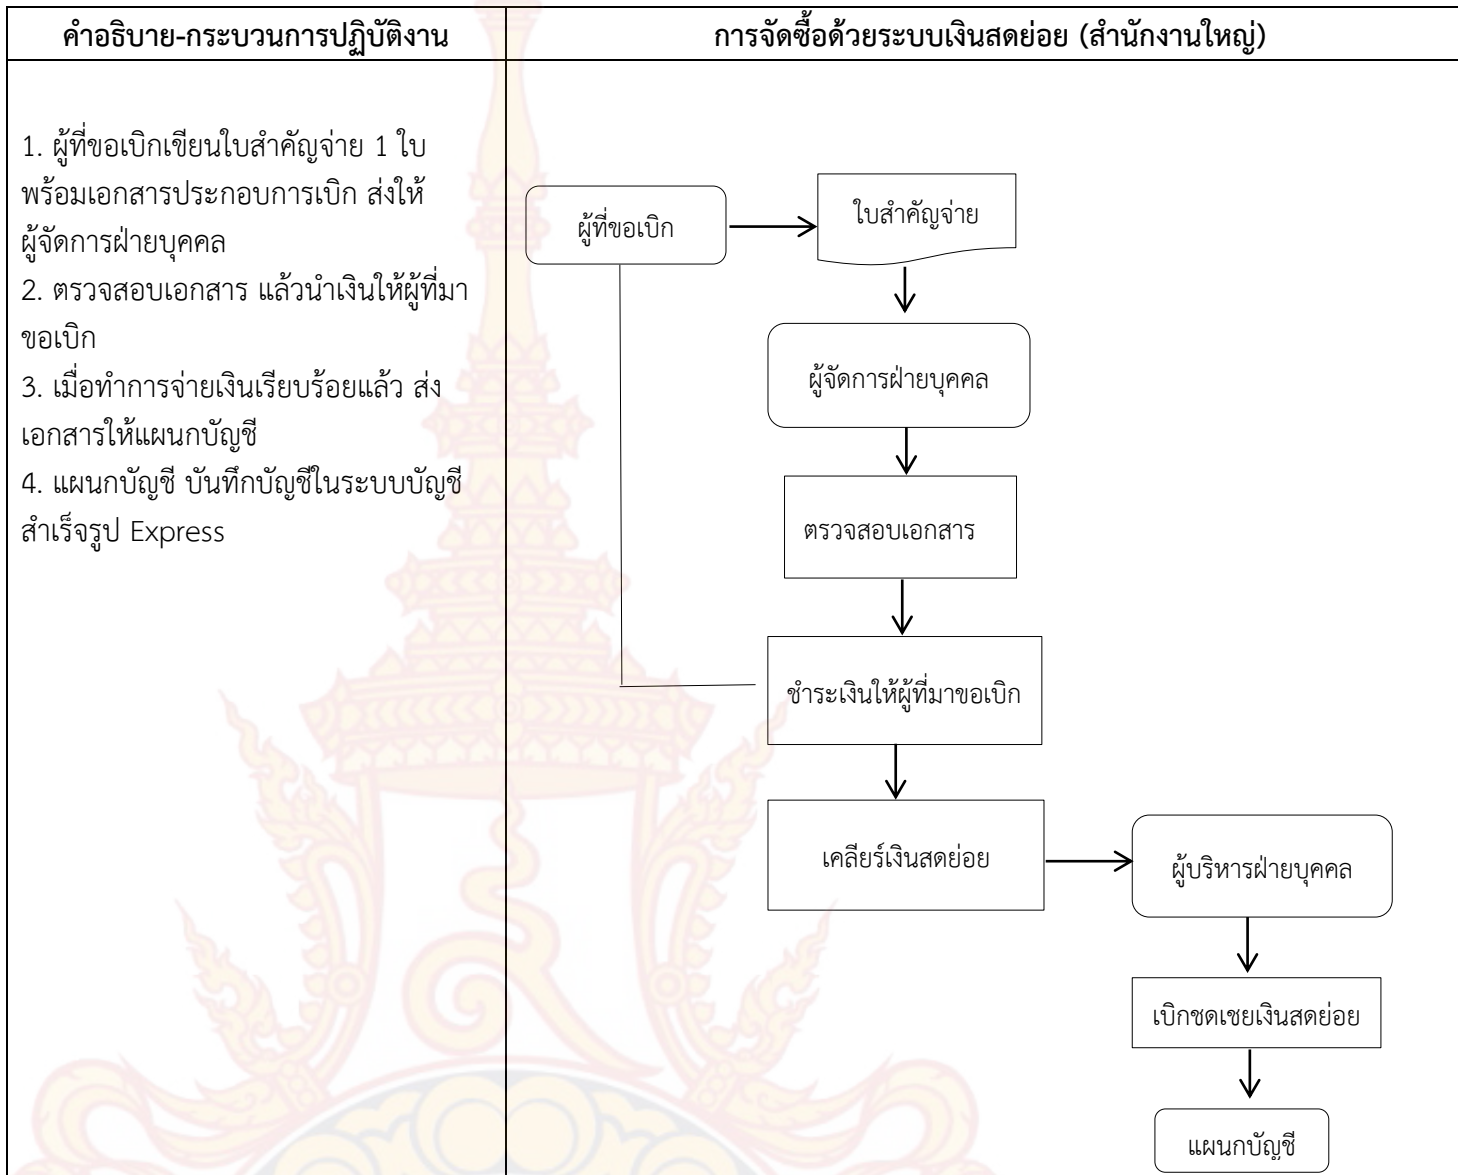 คำอธิบาย-กระบวนการปฏิบัติงาน
การจัดซื้อด้วยระบบเงินสดย่อย (สำนักงานใหญ่)
1. ผู้ที่ขอเบิกเขียนใบสำคัญจ่าย 1 ใบ
พร้อมเอกสารประกอบการเบิก ส่งให้
ผู้จัดการฝ่ายบุคคล
2. ตรวจสอบเอกสาร แล้วนำเงินให้ผู้ที่มา
ขอเบิก
3. เมื่อทำการจ่ายเงินเรียบร้อยแล้ว ส่ง
เอกสารให้แผนกบัญชี
4. แผนกบัญชี บันทึกบัญชีในระบบบัญชี
สำเร็จรูป Express
ผู้ที่ขอเบิก
ใบสำคัญจ่าย
ผู้จัดการฝ่ายบุคคล
ตรวจสอบเอกสาร
ชำระเงินให้ผู้ที่มาขอเบิก
เคลียร์เงินสดย่อย
ผู้บริหารฝ่ายบุคคล
เบิกชดเชยเงินสดย่อย
แผนกบัญชี